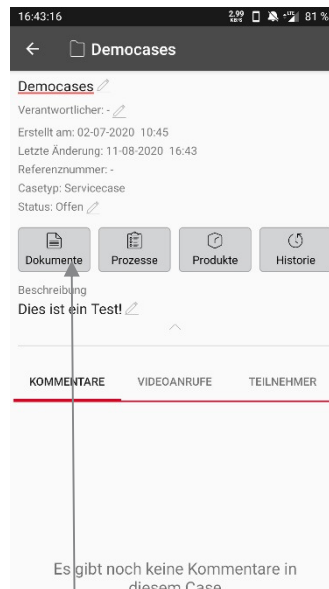 16:43:16 2.99 KB/S LTE 81 %
Democases
Democases
Verantwortlicher: -
Erstellt am: 02-07-2020 10:45
Letzte Änderung: 11-08-2020 16:43
Referenznummer: -
Casetyp: Servicecase
Status: Offen
Dokumente Prozesse Produkte Historie
Beschreibung
Dies ist ein Test!
KOMMENTARE VIDEOANRUFE TEILNEHMER
Es gibt noch keine Kommentare in
diesem Case